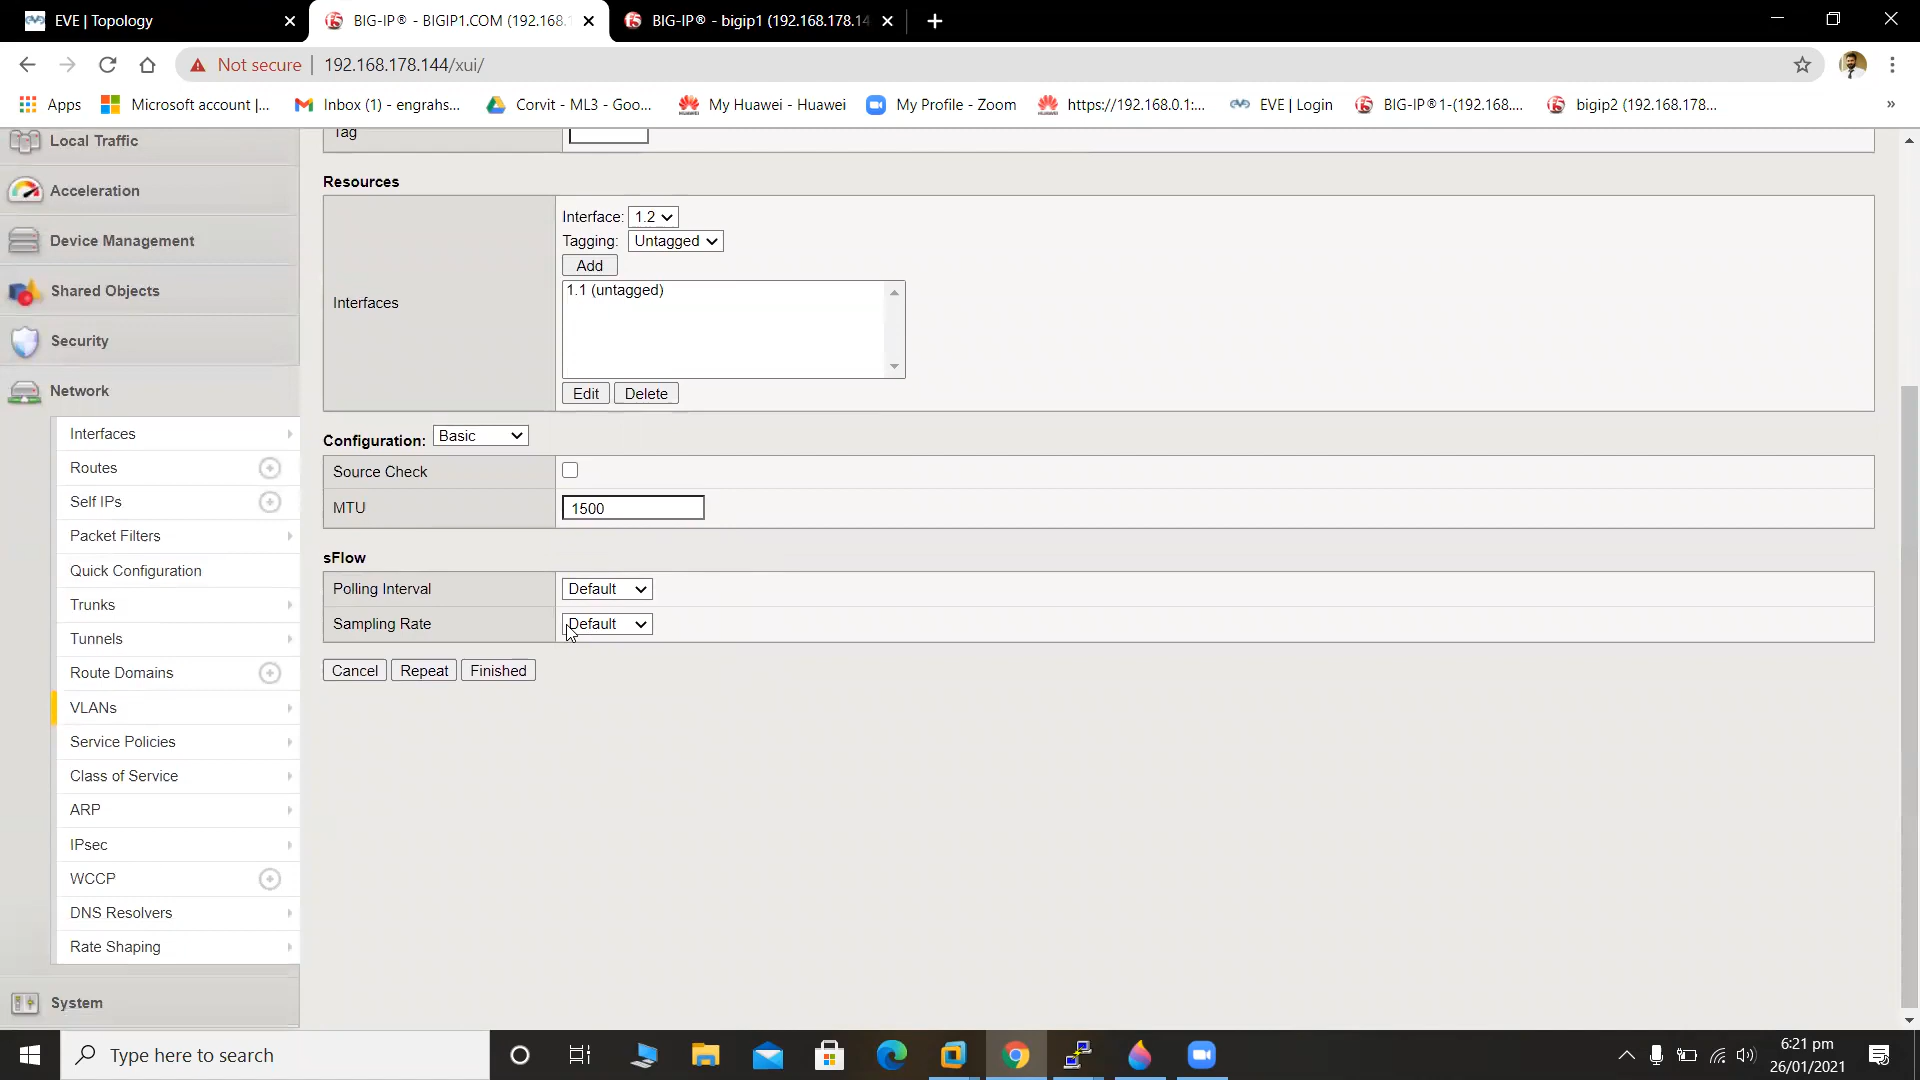 EVE | Topology
BIG-IP® - BIGIP1.COM (192.168.
BIG-IP® - bigip1 (192.168.178.14
Not secure
192.168.178.144/xui/
Apps
Microsoft account |...
Inbox (1) - engrahs...
Corvit - ML3 - Goo...
My Huawei - Huawei
My Profile - Zoom
https://192.168.0.1:...
EVE | Login
BIG-IP®1-(192.168....
bigip2 (192.168.178...
»
Local Traffic
Acceleration
Device Management
Shared Objects
Security
Network
Interfaces
Routes
Self IPs
Packet Filters
Quick Configuration
Trunks
Tunnels
Route Domains
VLANs
Service Policies
Class of Service
ARP
IPsec
WCCP
DNS Resolvers
Rate Shaping
System
Tag
Resources
Interfaces
Interface: 1.2
Tagging: Untagged
Add
1.1 (untagged)
Edit Delete
Configuration: Basic
Source Check
MTU 1500
sFlow
Polling Interval Default
Sampling Rate Default
Cancel Repeat Finished
Type here to search
6:21 pm
26/01/2021